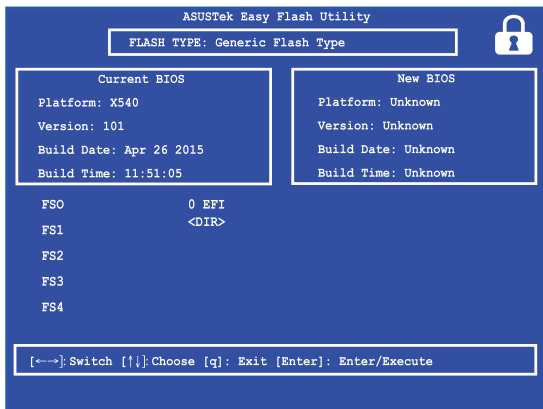 ASUSTek Easy Flash Utility
FLASH TYPE: Generic Flash Type
Current BIOS
Platform: X540
Version: 101
Build Date: Apr 26 2015
Build Time: 11:51:05
New BIOS
Platform: Unknown
Version: Unknown
Build Date: Unknown
Build Time: Unknown
FSO
FS1
FS2
FS3
FS4
0 EFI
<DIR>
[←→]: Switch [↑↓]: Choose [q]: Exit [Enter]: Enter/Execute